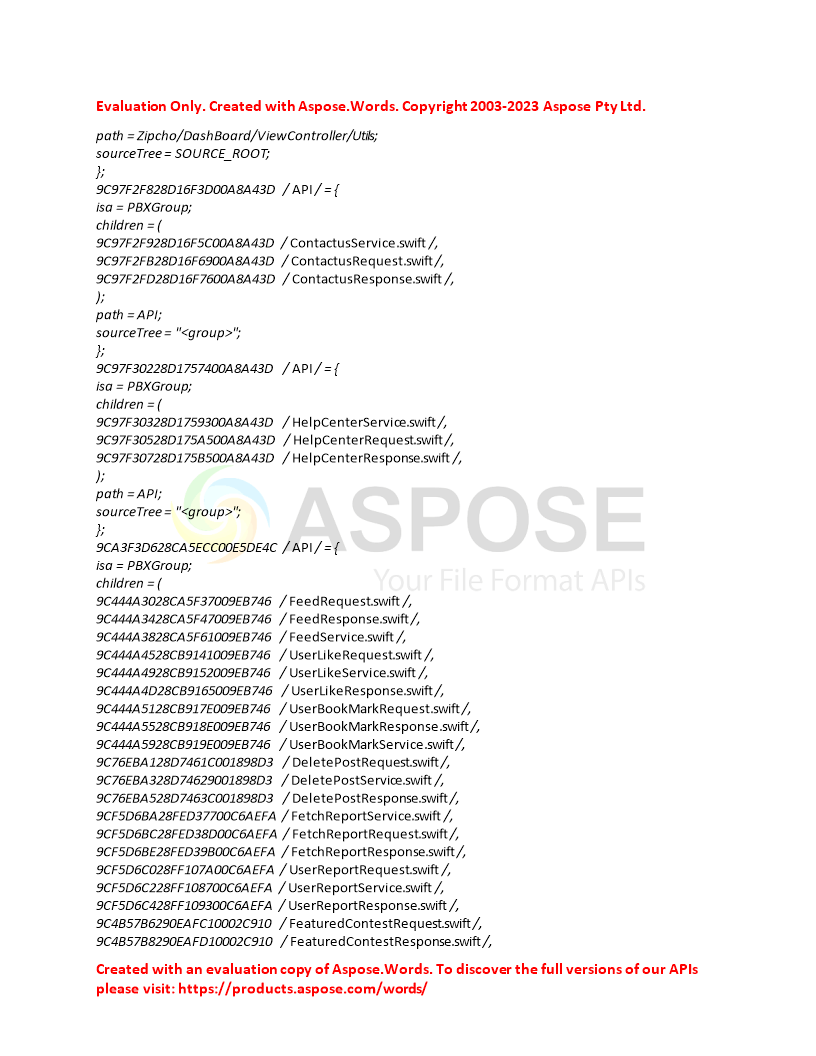 Evaluation Only. Created with Aspose.Words. Copyright 2003-2023 Aspose Pty Ltd.
path = Zipcho/DashBoard/ViewController/Utils;
sourceTree = SOURCE_ROOT;
};
9C97F2F828D16F3D00A8A43D / API / = {
isa = PBXGroup;
children = (
9C97F2F928D16F5C00A8A43D / ContactusService.swift /,
9C97F2FB28D16F6900A8A43D / ContactusRequest.swift /,
9C97F2FD28D16F7600A8A43D / ContactusResponse.swift /,
);
path = API;
sourceTree = "<group>";
};
9C97F30228D1757400A8A43D / API / = {
isa = PBXGroup;
children = (
9C97F30328D1759300A8A43D / HelpCenterService.swift /,
9C97F30528D175A500A8A43D / HelpCenterRequest.swift /,
9C97F30728D175B500A8A43D / HelpCenterResponse.swift /,
);
path = API;
sourceTree = "<group>";
};
ASPOSE
Your File Format APIs
9CA3F3D628CA5ECC00E5DE4C / API / = {
isa = PBXGroup;
children = (
9C444A3028CA5F37009EB746 / FeedRequest.swift /,
9C444A3428CA5F47009EB746 / FeedResponse.swift /,
9C444A3828CA5F61009EB746 / FeedService.swift /,
9C444A4528CB9141009EB746 / UserLikeRequest.swift /,
9C444A4928CB9152009EB746 / UserLikeService.swift /,
9C444A4D28CB9165009EB746 / UserLikeResponse.swift /,
9C444A5128CB917E009EB746 / UserBookMarkRequest.swift /,
9C444A5528CB918E009EB746 / UserBookMarkResponse.swift /,
9C444A5928CB919E009EB746 / UserBookMarkService.swift /,
9C76EBA128D7461C001898D3 / DeletePostRequest.swift /,
9C76EBA328D74629001898D3 / DeletePostService.swift /,
9C76EBA528D7463C001898D3 / DeletePostResponse.swift /,
9CF5D6BA28FED37700C6AEFA / FetchReportService.swift /,
9CF5D6BC28FED38D00C6AEFA / FetchReportRequest.swift /,
9CF5D6BE28FED39B00C6AEFA / FetchReportResponse.swift /,
9CF5D6C028FF107A00C6AEFA / UserReportRequest.swift /,
9CF5D6C228FF108700C6AEFA / UserReportService.swift /,
9CF5D6C428FF109300C6AEFA / UserReportResponse.swift /,
9C4B57B6290EAFC10002C910 / FeaturedContestRequest.swift /,
9C4B57B8290EAFD10002C910 / FeaturedContestResponse.swift /,
Created with an evaluation copy of Aspose.Words. To discover the full versions of our APIs
please visit: https://products.aspose.com/words/